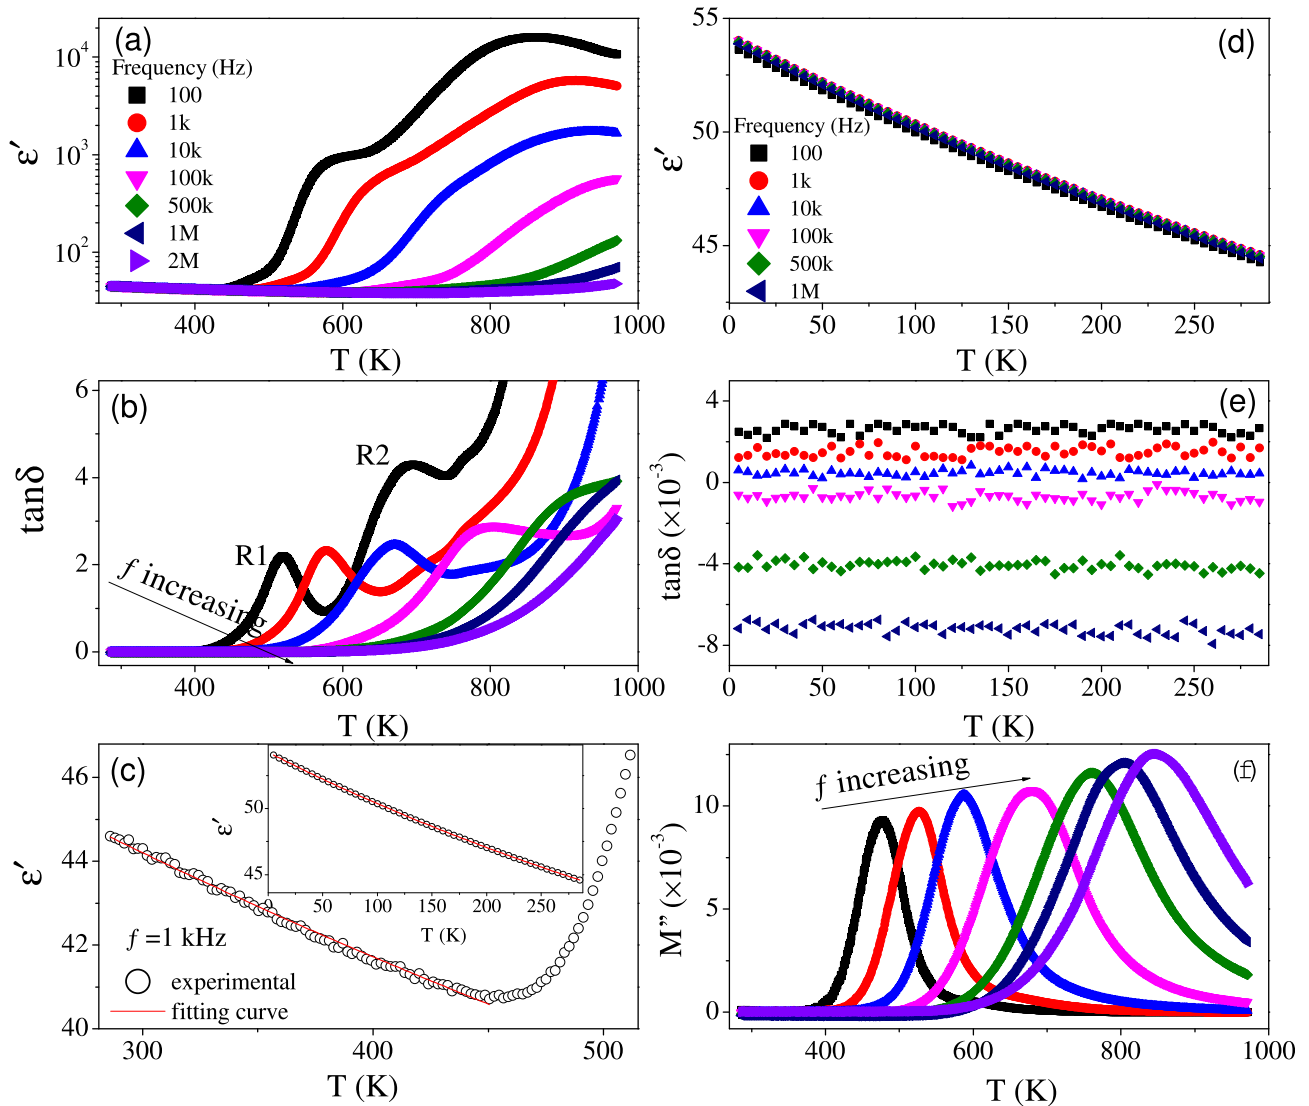 (a)
Frequency (Hz)
100
1k
10k
100k
500k
1M
2M
10⁴
10³
10²
ε′
400 600 800 1000
T (K)
(d)
Frequency (Hz)
100
1k
10k
100k
500k
1M
55
50
45
ε′
0 50 100 150 200 250
T (K)
(b)
R1
R2
f increasing
6
4
2
0
tanδ
400 600 800 1000
T (K)
(e)
4
0
-4
-8
tanδ (×10⁻³)
0 50 100 150 200 250
T (K)
(c)
46
44
42
40
ε′
f =1 kHz
experimental
fitting curve
50
45
ε′
0 50 100 150 200 250
T (K)
300 400 500
T (K)
(f)
f increasing
10
5
0
M″ (×10⁻³)
400 600 800 1000
T (K)